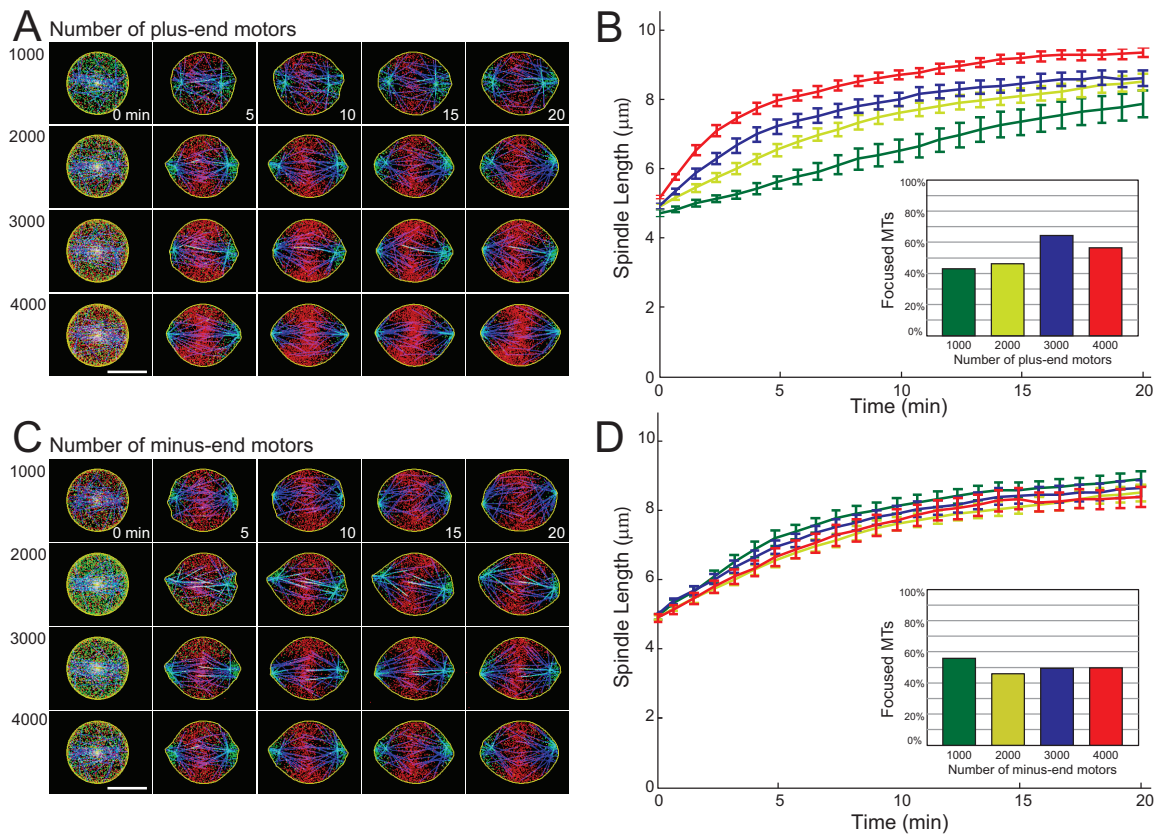 A Number of plus-end motors
1000
0 min 5 10 15 20
2000
3000
4000
B
10
8
6
4
2
0
Spindle Length (μm)
0 5 10 15 20
Time (min)
100%
80%
60%
40%
20%
0%
Focused MTs
1000 2000 3000 4000
Number of plus-end motors
C Number of minus-end motors
1000
0 min 5 10 15 20
2000
3000
4000
D
10
8
6
4
2
0
Spindle Length (μm)
0 5 10 15 20
Time (min)
100%
80%
60%
40%
20%
0%
Focused MTs
1000 2000 3000 4000
Number of minus-end motors